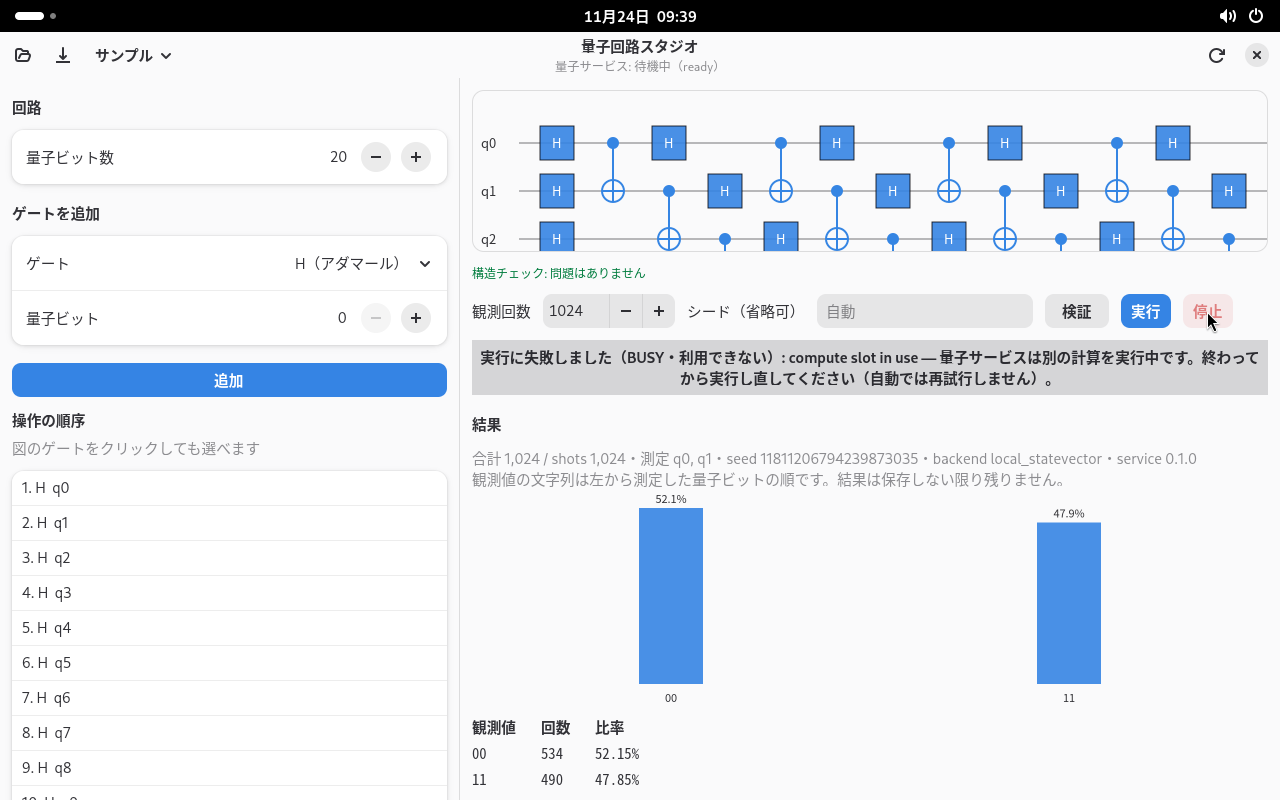 11月24日 09:39
サンプル
量子回路スタジオ
量子サービス: 待機中（ready）
回路
量子ビット数 20
ゲートを追加
ゲート H（アダマール）
量子ビット 0
追加
操作の順序
図のゲートをクリックしても選べます
1. H q0
2. H q1
3. H q2
4. H q3
5. H q4
6. H q5
7. H q6
8. H q7
9. H q8
q0 H H H H H
q1 H H H H H
q2 H H H H
構造チェック: 問題はありません
観測回数 1024 シード（省略可） 自動 検証 実行 停止
実行に失敗しました（BUSY・利用できない）: compute slot in use — 量子サービスは別の計算を実行中です。終わって
から実行し直してください（自動では再試行しません）。
結果
合計 1,024 / shots 1,024・測定 q0, q1・seed 11811206794239873035・backend local_statevector・service 0.1.0
観測値の文字列は左から測定した量子ビットの順です。結果は保存しない限り残りません。
52.1%
47.9%
00 11
観測値 回数 比率
00 534 52.15%
11 490 47.85%